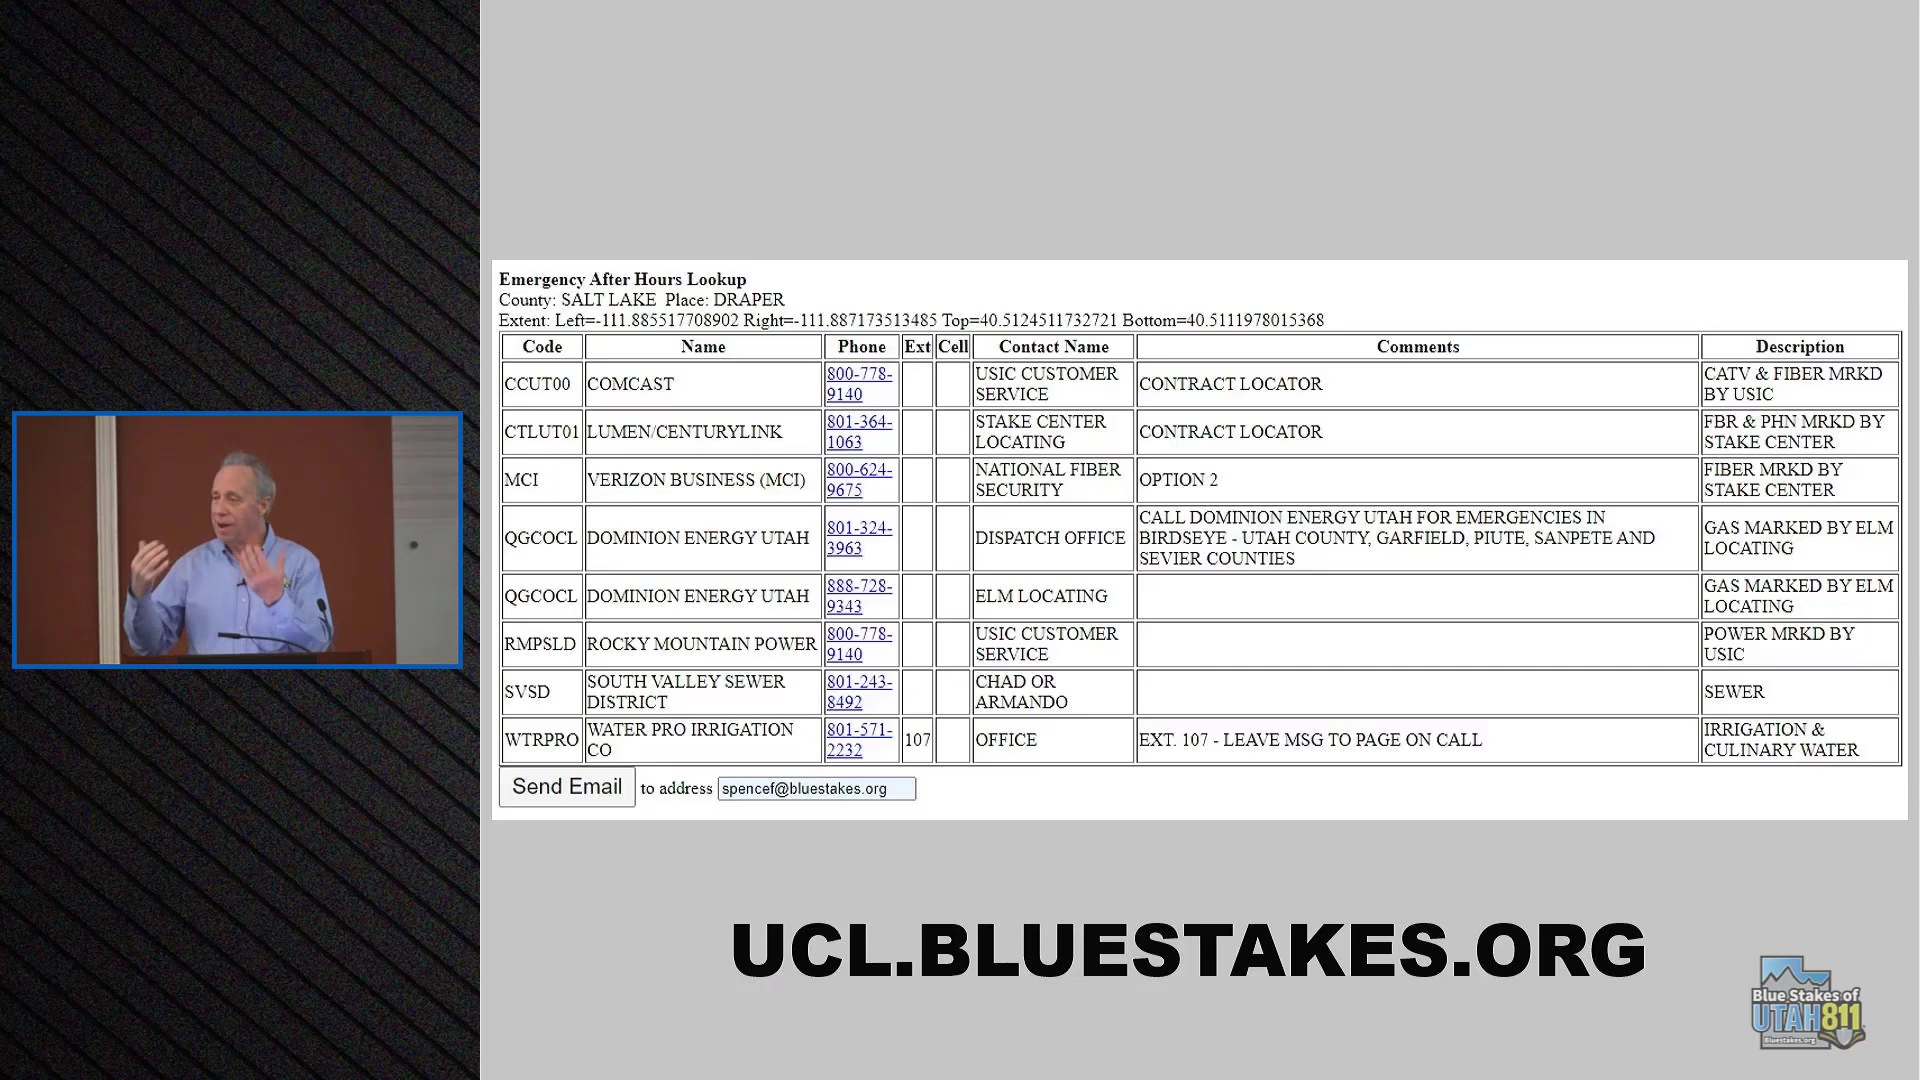 Emergency After Hours Lookup
County: SALT LAKE Place: DRAPER
Extent: Left=-111.885517708902 Right=-111.887173513485 Top=40.5124511732721 Bottom=40.5111978015368
Code Name Phone Ext Cell Contact Name Comments Description
CCUT00 COMCAST 800-778-9140 USIC CUSTOMER SERVICE CONTRACT LOCATOR CATV & FIBER MRKD BY USIC
CTLUT01 LUMEN/CENTURYLINK 801-364-1063 STAKE CENTER LOCATING CONTRACT LOCATOR FBR & PHN MRKD BY STAKE CENTER
MCI VERIZON BUSINESS (MCI) 800-624-9675 NATIONAL FIBER SECURITY OPTION 2 FIBER MRKD BY STAKE CENTER
QGCOCL DOMINION ENERGY UTAH 801-324-3963 DISPATCH OFFICE CALL DOMINION ENERGY UTAH FOR EMERGENCIES IN BIRDSEYE - UTAH COUNTY, GARFIELD, PIUTE, SANPETE AND SEVIER COUNTIES GAS MARKED BY ELM LOCATING
QGCOCL DOMINION ENERGY UTAH 888-728-9343 ELM LOCATING GAS MARKED BY ELM LOCATING
RMPSLD ROCKY MOUNTAIN POWER 800-778-9140 USIC CUSTOMER SERVICE POWER MRKD BY USIC
SVSD SOUTH VALLEY SEWER DISTRICT 801-243-8492 CHAD OR ARMANDO SEWER
WTRPRO WATER PRO IRRIGATION CO 801-571-2232 107 OFFICE EXT. 107 - LEAVE MSG TO PAGE ON CALL IRRIGATION & CULINARY WATER
Send Email to address spencef@bluestakes.org
UCL.BLUESTAKES.ORG
Blue Stakes of
UTAH811
Bluestakes.org